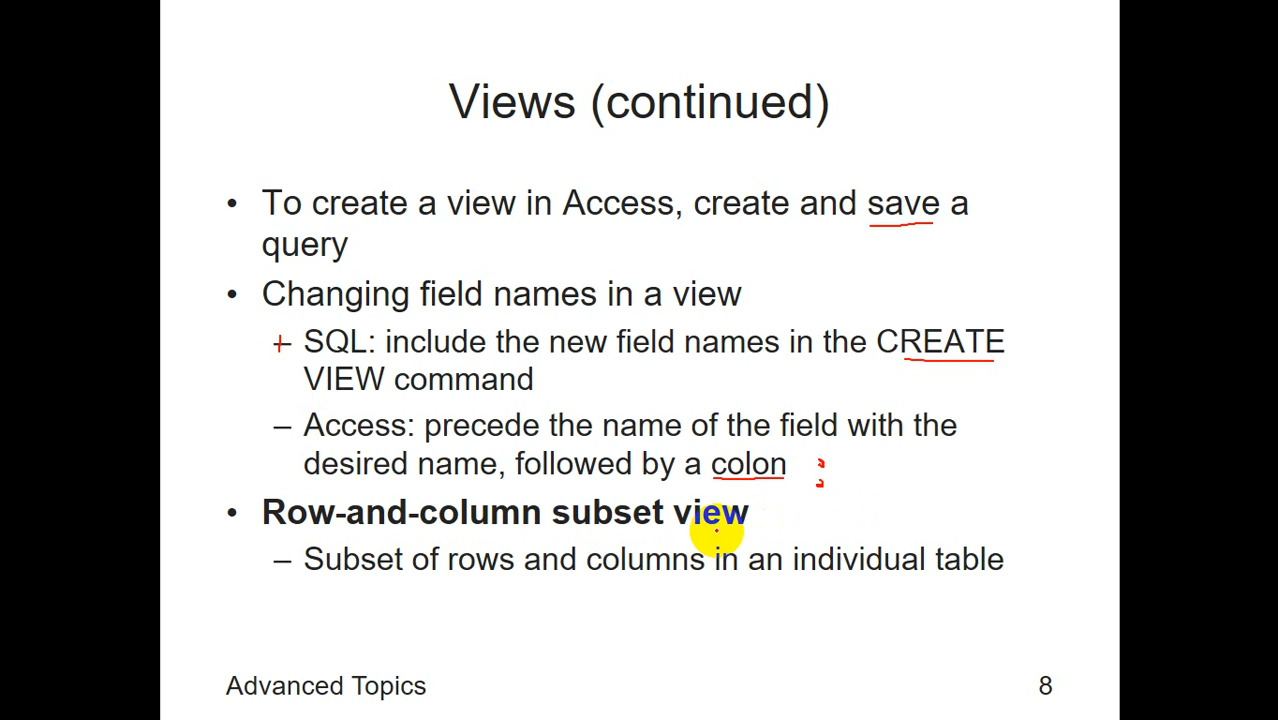 Views (continued)
• To create a view in Access, create and save a
query
• Changing field names in a view
– SQL: include the new field names in the CREATE
VIEW command
– Access: precede the name of the field with the
desired name, followed by a colon :
• Row-and-column subset view
– Subset of rows and columns in an individual table
Advanced Topics 8